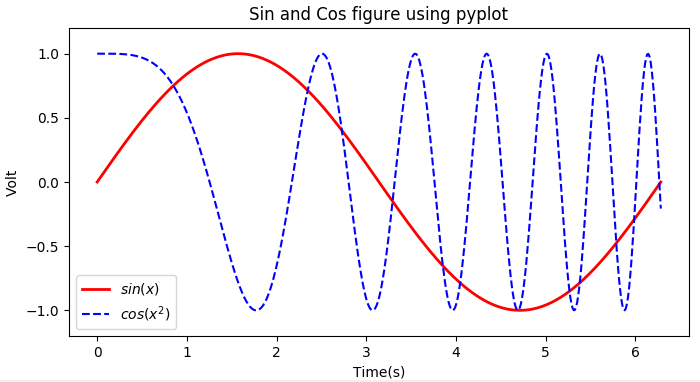 Sin and Cos figure using pyplot
Volt
1.0
0.5
0.0
−0.5
−1.0
sin(x)
cos(x²)
0 1 2 3 4 5 6
Time(s)